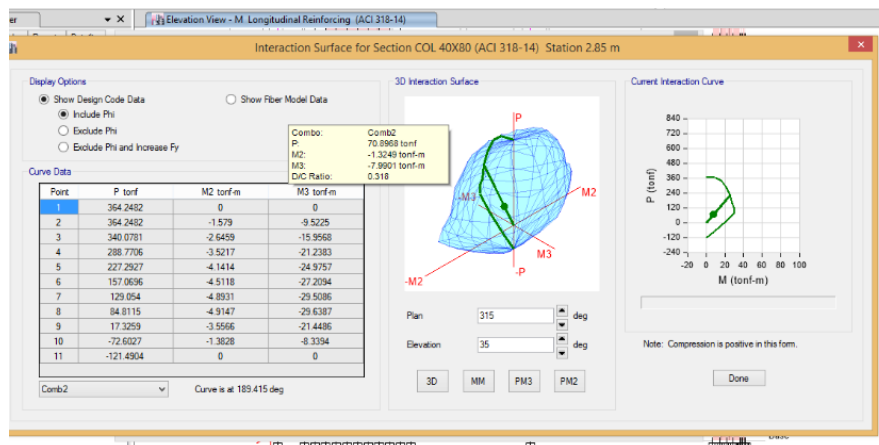 er
Elevation View - M Longitudinal Reinforcing (ACI 318-14)
Interaction Surface for Section COL 40X80 (ACI 318-14) Station 2.85 m
Display Options
Show Design Code Data
Show Fiber Model Data
Include Phi
Exclude Phi
Exclude Phi and Increase Fy
Combo: Comb2
P: 70.8968 tonf
M2: -1.3249 tonf-m
M3: -7.9901 tonf-m
D/C Ratio: 0.318
Curve Data
Point P tonf M2 tonf-m M3 tonf-m
1 364.2482 0 0
2 364.2482 -1.579 -9.5225
3 340.0781 -2.6459 -15.9568
4 288.7706 -3.5217 -21.2383
5 227.2927 -4.1414 -24.9757
6 157.0696 -4.5118 -27.2094
7 129.054 -4.8931 -29.5086
8 84.8115 -4.9147 -29.6387
9 17.3259 -3.5566 -21.4486
10 -72.6027 -1.3828 -8.3394
11 -121.4904 0 0
Comb2
Curve is at 189.415 deg
3D Interaction Surface
P
M2
-M3
M3
-P
-M2
Plan 315 deg
Elevation 35 deg
3D MM PM3 PM2
Current Interaction Curve
P (tonf)
840
720
600
480
360
240
120
0
-120
-240
-20 0 20 40 60 80 100
M (tonf-m)
Note: Compression is positive in this form.
Done
Base